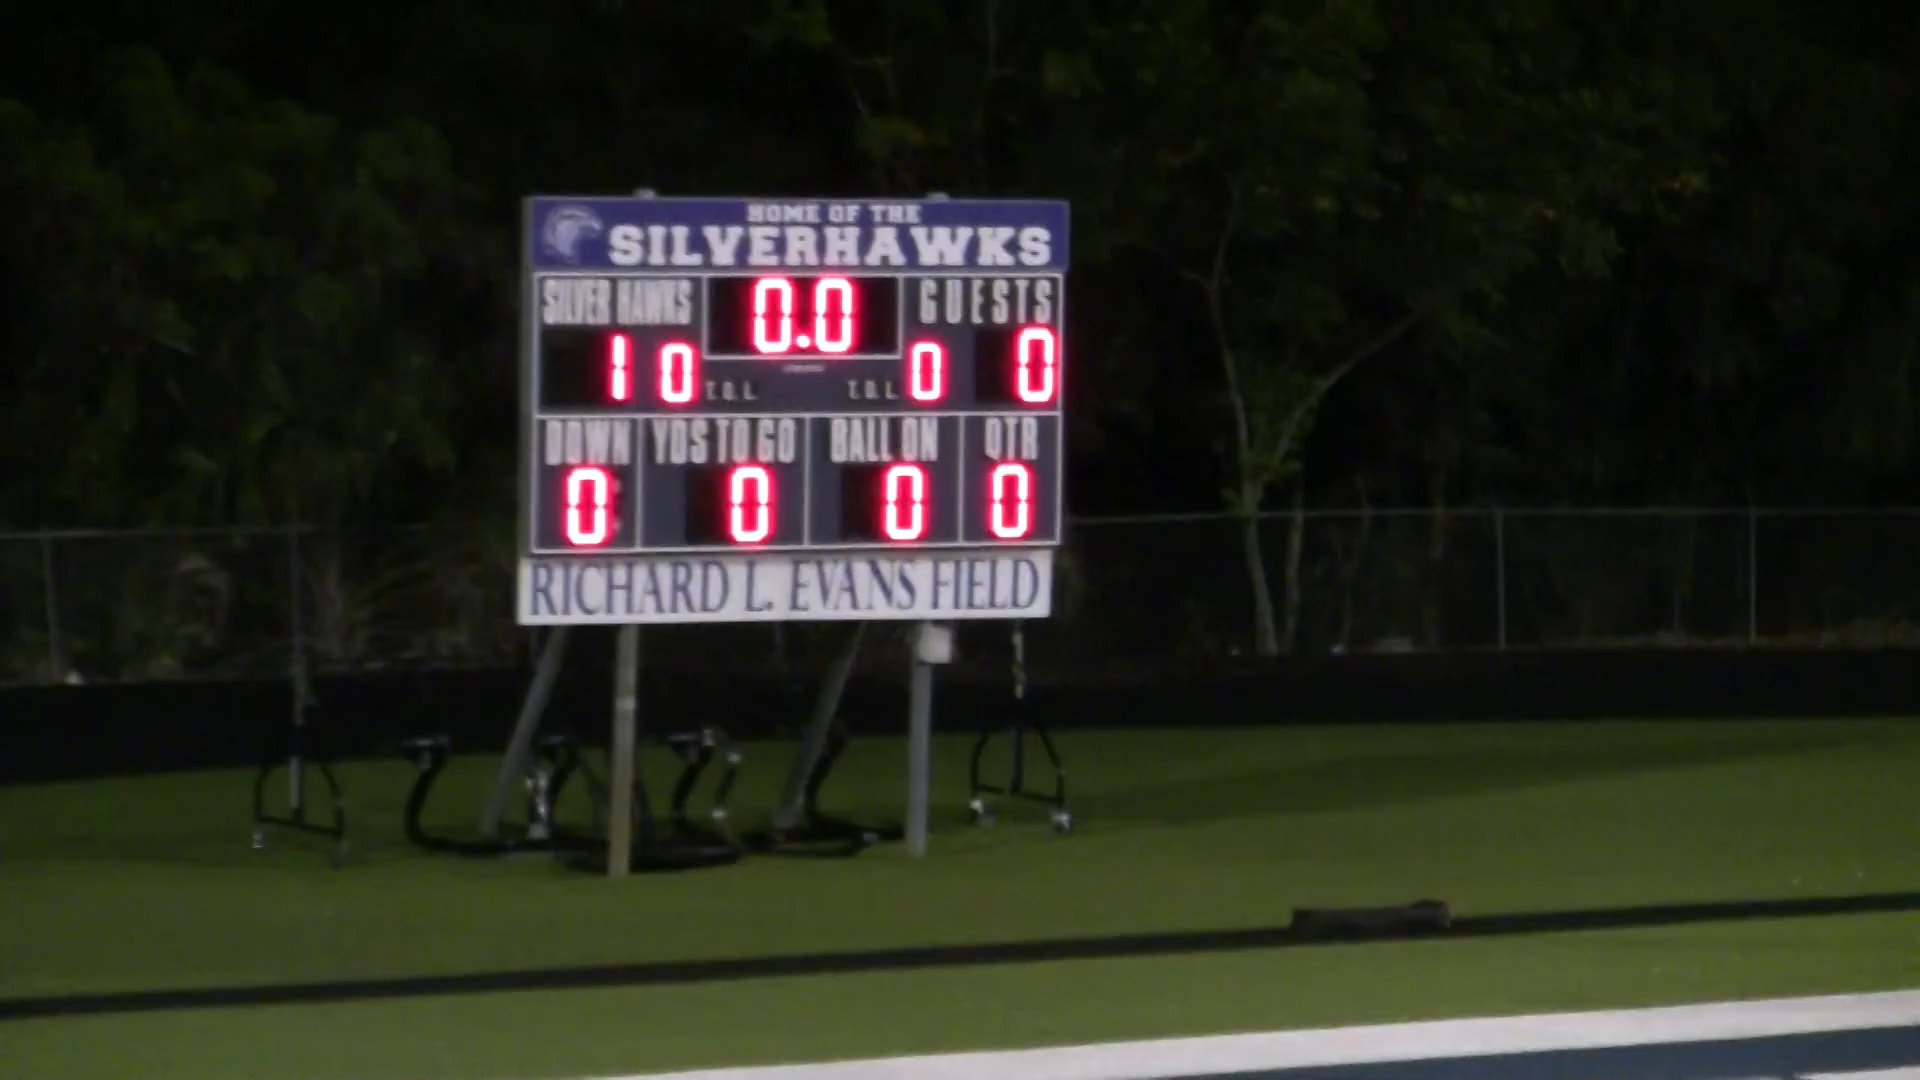 HOME OF THE
SILVERHAWKS
SILVER HAWKS 0.0 GUESTS
1 0 T.O.L. T.O.L. 0 0
DOWN YDS TO GO BALL ON QTR
0 0 0 0
RICHARD L. EVANS FIELD